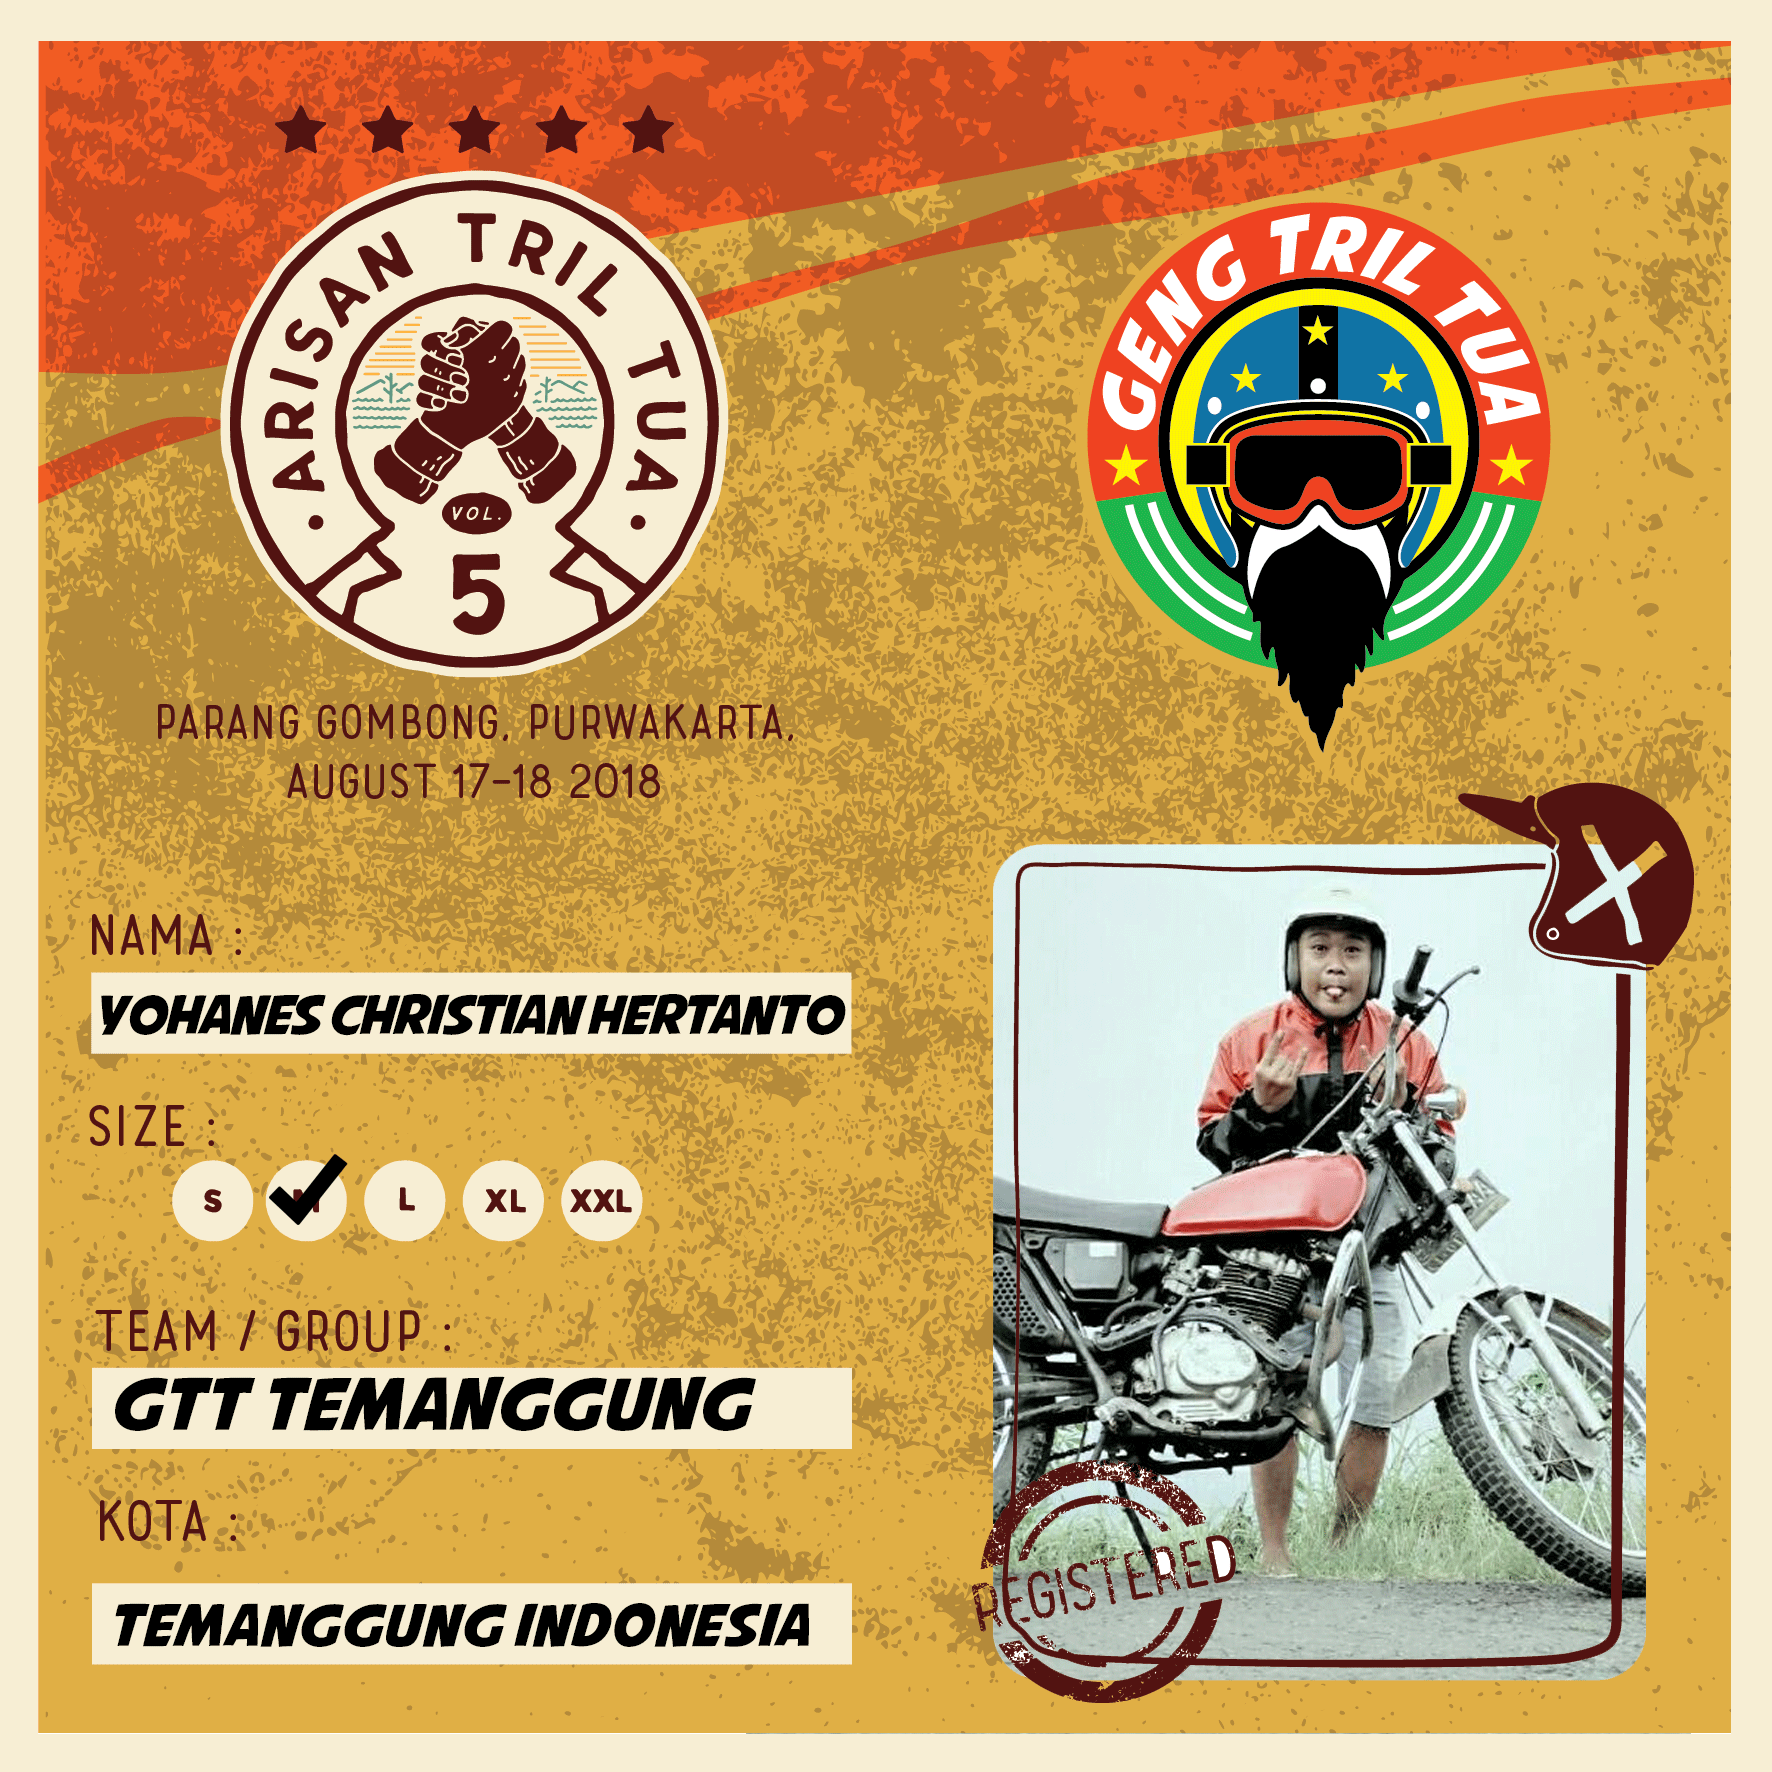 ARISAN TRIL TUA
VOL.
5
PARANG GOMBONG, PURWAKARTA,
AUGUST 17-18 2018
GENG TRIL TUA
NAMA :
YOHANES CHRISTIAN HERTANTO
SIZE :
S M L XL XXL
TEAM / GROUP :
GTT TEMANGGUNG
KOTA :
TEMANGGUNG INDONESIA
REGISTERED